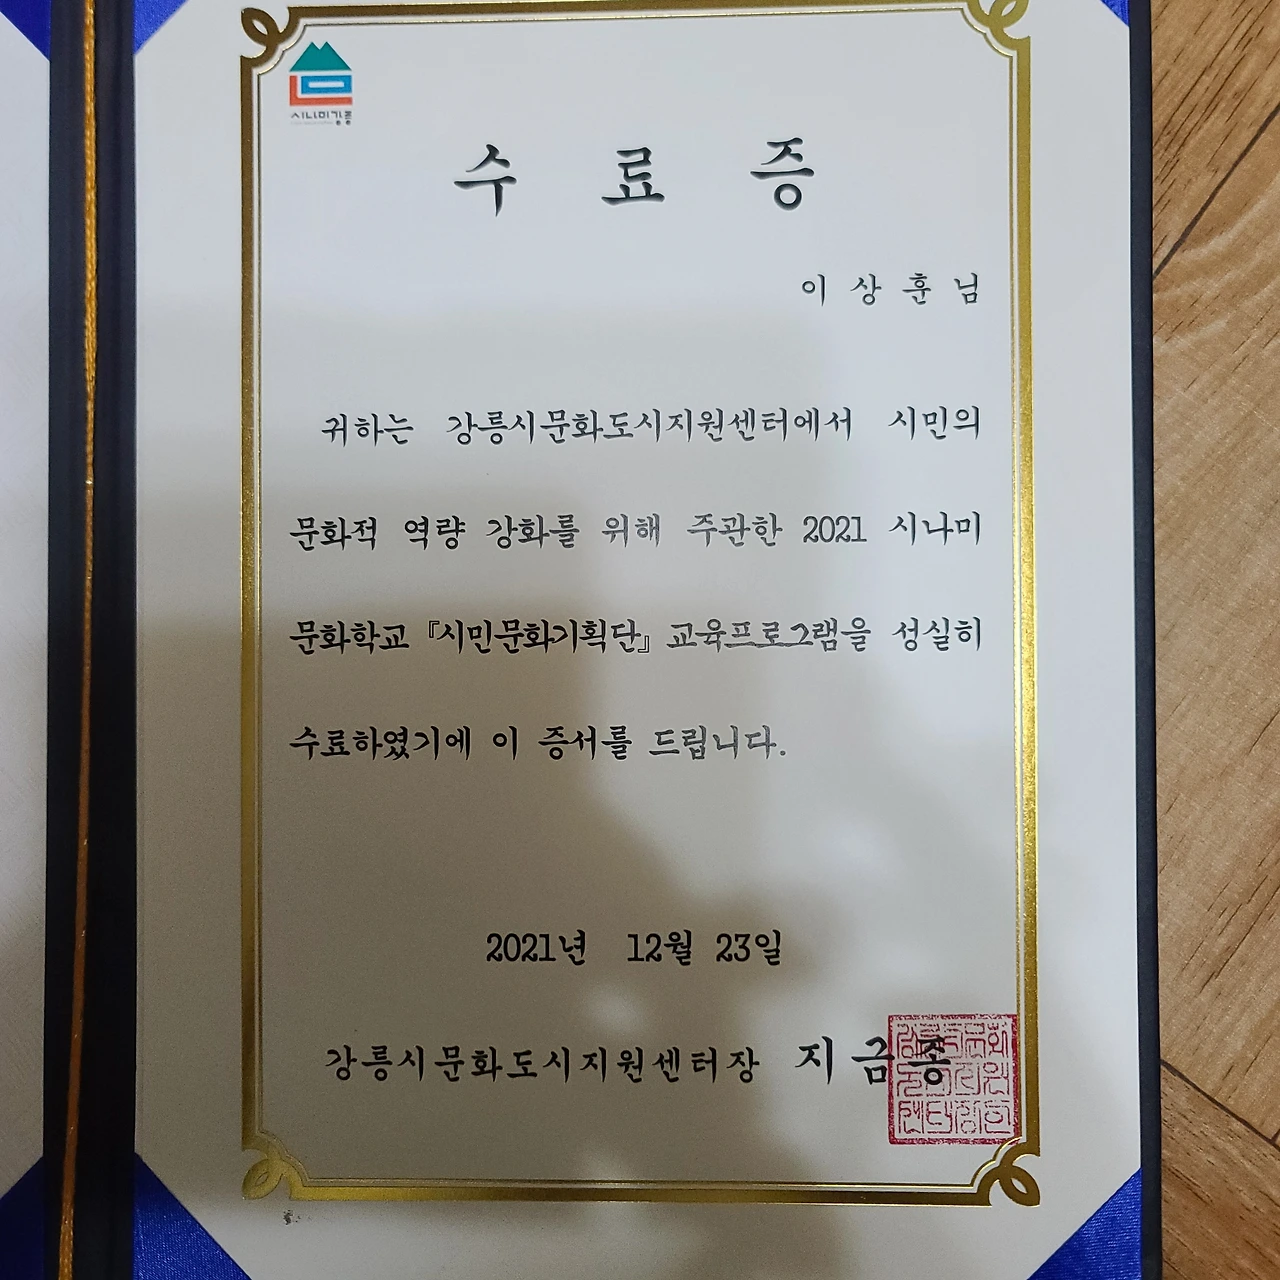 시나미강릉
수료증
이상훈님
귀하는 강릉시문화도시지원센터에서 시민의
문화적 역량 강화를 위해 주관한 2021 시나미
문화학교 『시민문화기획단』 교육프로그램을 성실히
수료하였기에 이 증서를 드립니다.
2021년 12월 23일
강릉시문화도시지원센터장 지금종